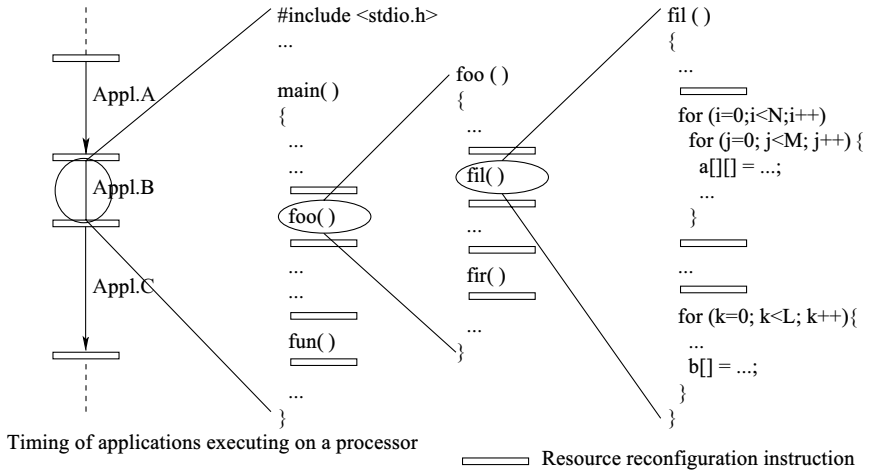 Appl.A
Appl.B
Appl.C
Timing of applications executing on a processor
#include <stdio.h>
...
main( )
{
...
...
foo( )
...
...
fun( )
...
}
foo ( )
{
...
fil( )
...
fir( )
...
}
fil ( )
{
...
for (i=0;i<N;i++)
for (j=0; j<M; j++) {
a[][] = ...;
...
}
...
for (k=0; k<L; k++){
...
b[] = ...;
}
}
Resource reconfiguration instruction